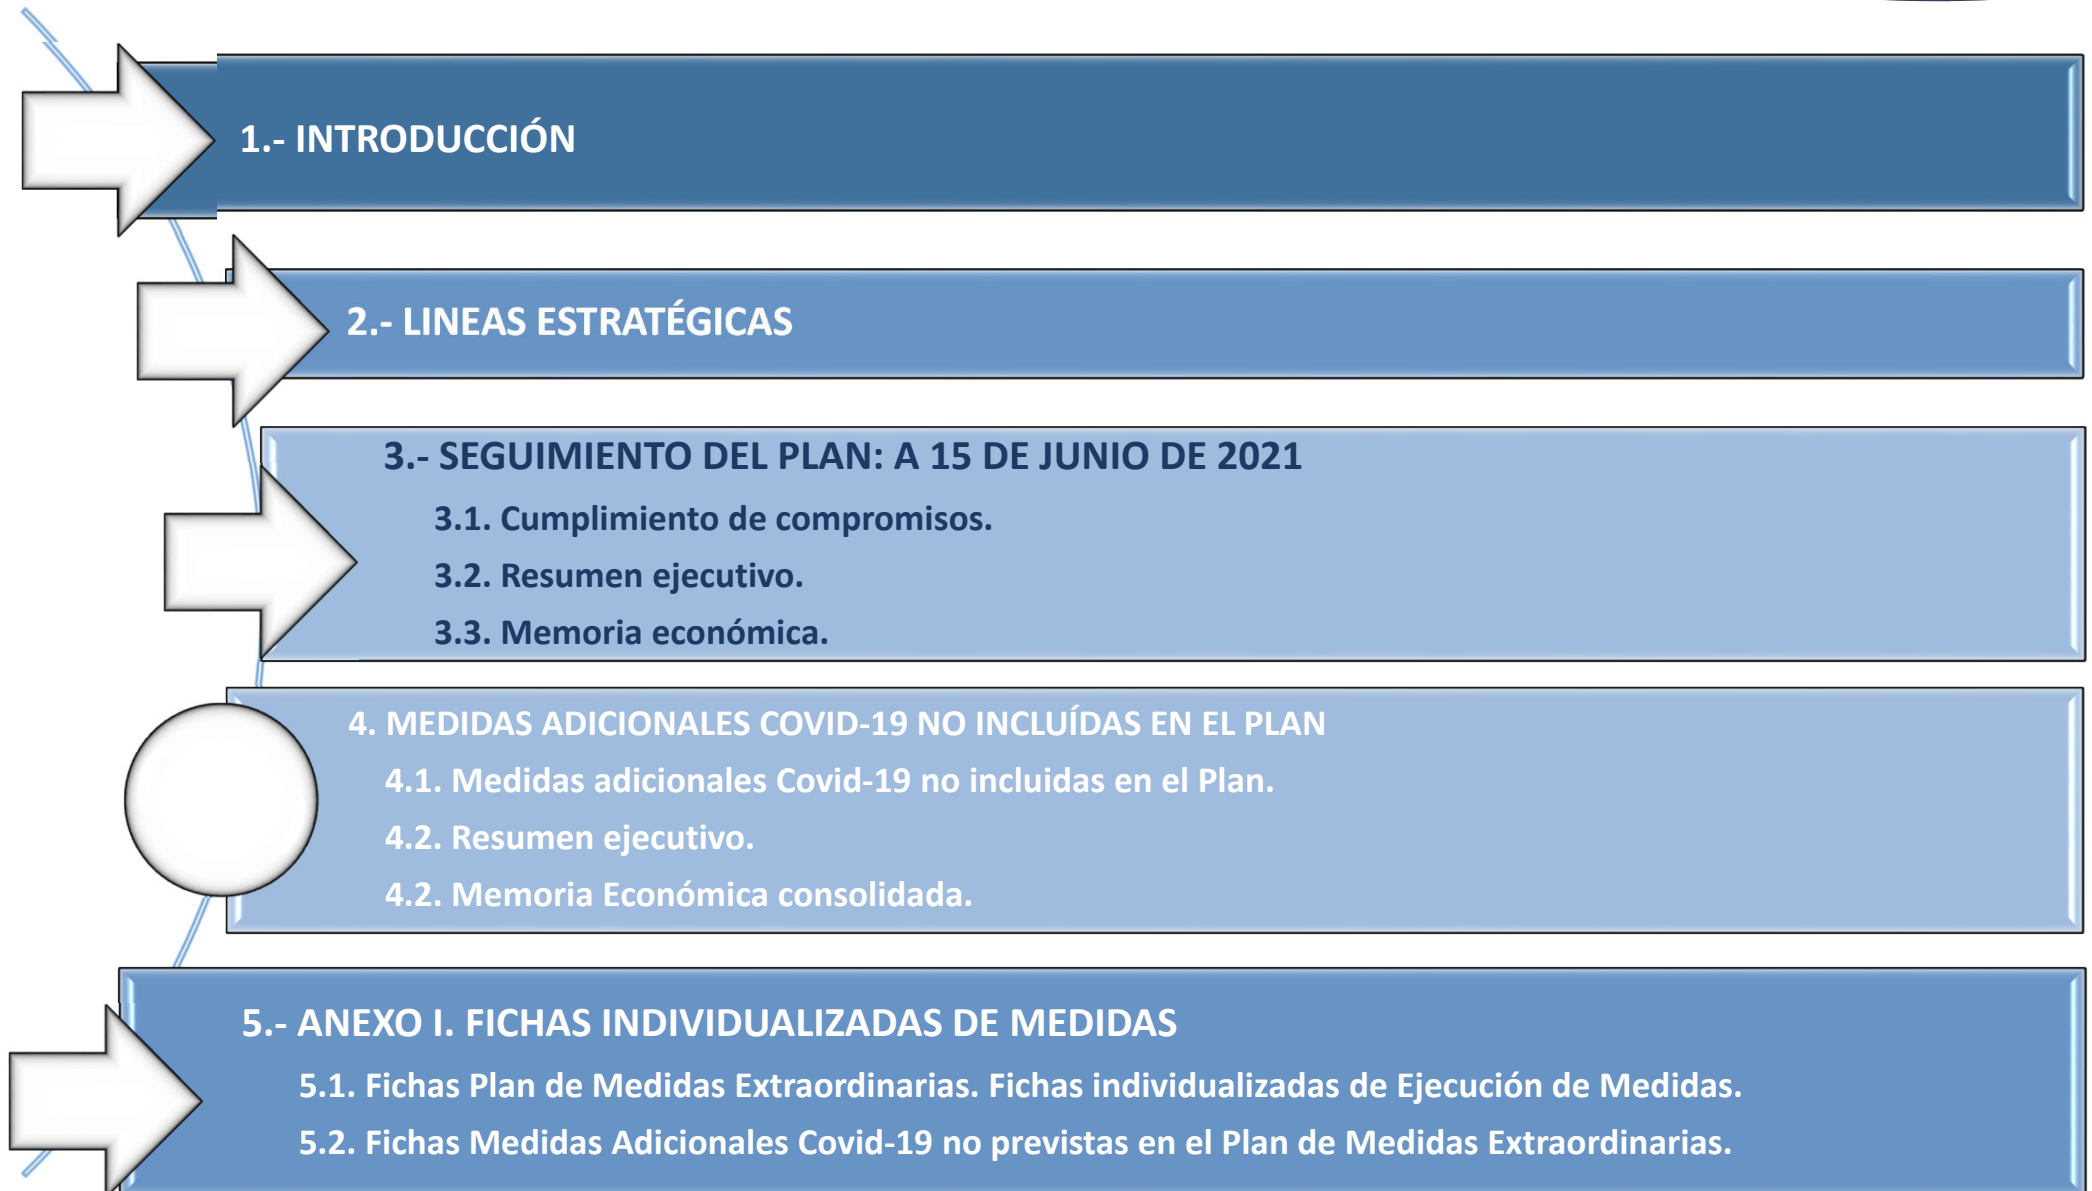 1.- INTRODUCCIÓN
2.- LINEAS ESTRATÉGICAS
3.- SEGUIMIENTO DEL PLAN: A 15 DE JUNIO DE 2021
3.1. Cumplimiento de compromisos.
3.2. Resumen ejecutivo.
3.3. Memoria económica.
4. MEDIDAS ADICIONALES COVID-19 NO INCLUÍDAS EN EL PLAN
4.1. Medidas adicionales Covid-19 no incluidas en el Plan.
4.2. Resumen ejecutivo.
4.2. Memoria Económica consolidada.
5.- ANEXO I. FICHAS INDIVIDUALIZADAS DE MEDIDAS
5.1. Fichas Plan de Medidas Extraordinarias. Fichas individualizadas de Ejecución de Medidas.
5.2. Fichas Medidas Adicionales Covid-19 no previstas en el Plan de Medidas Extraordinarias.